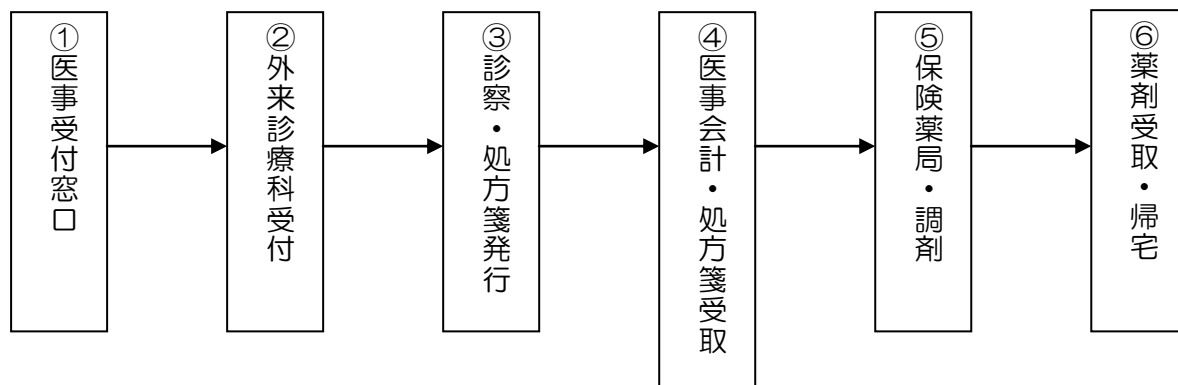 ①医事受付窓口
②外来診療科受付
③診察・処方箋発行
④医事会計・処方箋受取
⑤保険薬局・調剤
⑥薬剤受取・帰宅